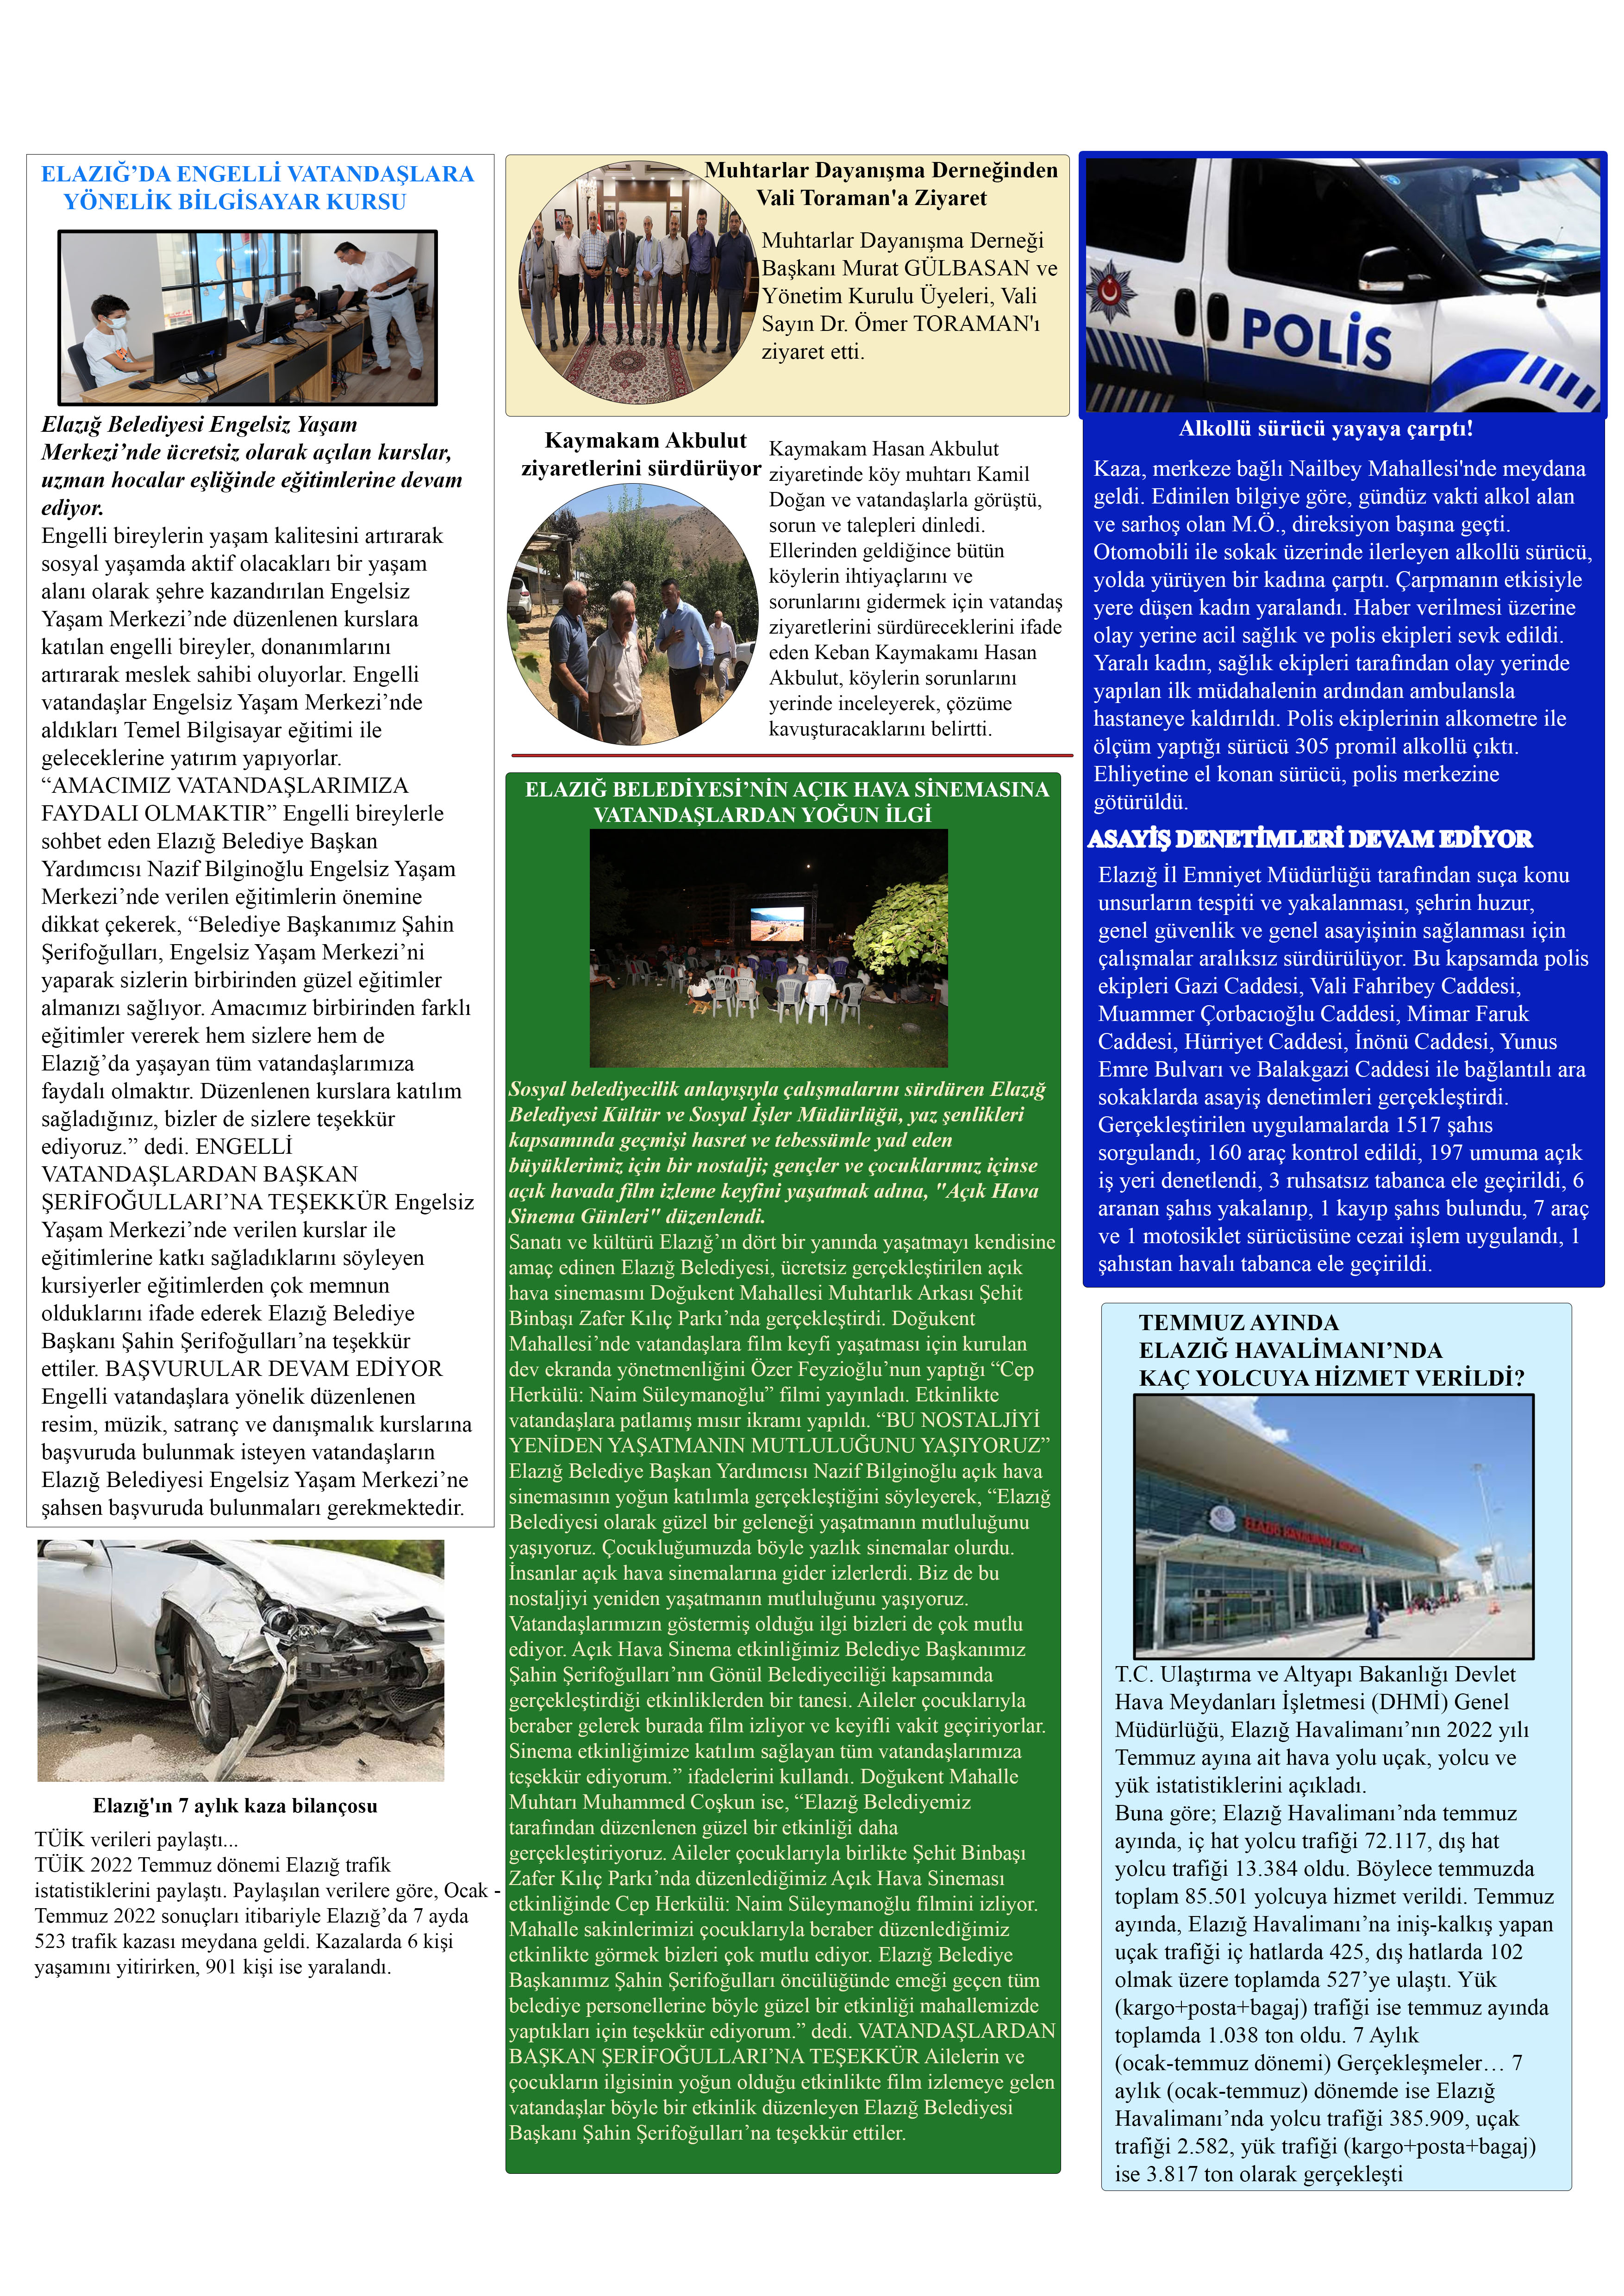 ELAZIĞ’DA ENGELLİ VATANDAŞLARA
YÖNELİK BİLGİSAYAR KURSU
Elazığ Belediyesi Engelsiz Yaşam
Merkezi’nde ücretsiz olarak açılan kurslar,
uzman hocalar eşliğinde eğitimlerine devam
ediyor.
Engelli bireylerin yaşam kalitesini artırarak
sosyal yaşamda aktif olacakları bir yaşam
alanı olarak şehre kazandırılan Engelsiz
Yaşam Merkezi’nde düzenlenen kurslara
katılan engelli bireyler, donanımlarını
artırarak meslek sahibi oluyorlar. Engelli
vatandaşlar Engelsiz Yaşam Merkezi’nde
aldıkları Temel Bilgisayar eğitimi ile
geleceklerine yatırım yapıyorlar.
“AMACIMIZ VATANDAŞLARIMIZA
FAYDALI OLMAKTIR” Engelli bireylerle
sohbet eden Elazığ Belediye Başkan
Yardımcısı Nazif Bilginoğlu Engelsiz Yaşam
Merkezi’nde verilen eğitimlerin önemine
dikkat çekerek, “Belediye Başkanımız Şahin
Şerifoğulları, Engelsiz Yaşam Merkezi’ni
yaparak sizlerin birbirinden güzel eğitimler
almanızı sağlıyor. Amacımız birbirinden farklı
eğitimler vererek hem sizlere hem de
Elazığ’da yaşayan tüm vatandaşlarımıza
faydalı olmaktır. Düzenlenen kurslara katılım
sağladığınız, bizler de sizlere teşekkür
ediyoruz.” dedi. ENGELLİ
VATANDAŞLARDAN BAŞKAN
ŞERİFOĞULLARI’NA TEŞEKKÜR Engelsiz
Yaşam Merkezi’nde verilen kurslar ile
eğitimlerine katkı sağladıklarını söyleyen
kursiyerler eğitimlerden çok memnun
olduklarını ifade ederek Elazığ Belediye
Başkanı Şahin Şerifoğulları’na teşekkür
ettiler. BAŞVURULAR DEVAM EDİYOR
Engelli vatandaşlara yönelik düzenlenen
resim, müzik, satranç ve danışmalık kurslarına
başvuruda bulunmak isteyen vatandaşların
Elazığ Belediyesi Engelsiz Yaşam Merkezi’ne
şahsen başvuruda bulunmaları gerekmektedir.
Elazığ'ın 7 aylık kaza bilançosu
TÜİK verileri paylaştı...
TÜİK 2022 Temmuz dönemi Elazığ trafik
istatistiklerini paylaştı. Paylaşılan verilere göre, Ocak -
Temmuz 2022 sonuçları itibariyle Elazığ’da 7 ayda
523 trafik kazası meydana geldi. Kazalarda 6 kişi
yaşamını yitirirken, 901 kişi ise yaralandı.
Muhtarlar Dayanışma Derneğinden
Vali Toraman'a Ziyaret
Muhtarlar Dayanışma Derneği
Başkanı Murat GÜLBASAN ve
Yönetim Kurulu Üyeleri, Vali
Sayın Dr. Ömer TORAMAN'ı
ziyaret etti.
Kaymakam Akbulut
ziyaretlerini sürdürüyor
Kaymakam Hasan Akbulut
ziyaretinde köy muhtarı Kamil
Doğan ve vatandaşlarla görüştü,
sorun ve talepleri dinledi.
Ellerinden geldiğince bütün
köylerin ihtiyaçlarını ve
sorunlarını gidermek için vatandaş
ziyaretlerini sürdüreceklerini ifade
eden Keban Kaymakamı Hasan
Akbulut, köylerin sorunlarını
yerinde inceleyerek, çözüme
kavuşturacaklarını belirtti.
ELAZIĞ BELEDİYESİ’NİN AÇIK HAVA SİNEMASINA
VATANDAŞLARDAN YOĞUN İLGİ
Sosyal belediyecilik anlayışıyla çalışmalarını sürdüren Elazığ
Belediyesi Kültür ve Sosyal İşler Müdürlüğü, yaz şenlikleri
kapsamında geçmişi hasret ve tebessümle yad eden
büyüklerimiz için bir nostalji; gençler ve çocuklarımız içinse
açık havada film izleme keyfini yaşatmak adına, "Açık Hava
Sinema Günleri" düzenlendi.
Sanatı ve kültürü Elazığ’ın dört bir yanında yaşatmayı kendisine
amaç edinen Elazığ Belediyesi, ücretsiz gerçekleştirilen açık
hava sinemasını Doğukent Mahallesi Muhtarlık Arkası Şehit
Binbaşı Zafer Kılıç Parkı’nda gerçekleştirdi. Doğukent
Mahallesi’nde vatandaşlara film keyfi yaşatması için kurulan
dev ekranda yönetmenliğini Özer Feyzioğlu’nun yaptığı “Cep
Herkülü: Naim Süleymanoğlu” filmi yayınladı. Etkinlikte
vatandaşlara patlamış mısır ikramı yapıldı. “BU NOSTALJİYİ
YENİDEN YAŞATMANIN MUTLULUĞUNU YAŞIYORUZ”
Elazığ Belediye Başkan Yardımcısı Nazif Bilginoğlu açık hava
sinemasının yoğun katılımla gerçekleştiğini söyleyerek, “Elazığ
Belediyesi olarak güzel bir geleneği yaşatmanın mutluluğunu
yaşıyoruz. Çocukluğumuzda böyle yazlık sinemalar olurdu.
İnsanlar açık hava sinemalarına gider izlerlerdi. Biz de bu
nostaljiyi yeniden yaşatmanın mutluluğunu yaşıyoruz.
Vatandaşlarımızın göstermiş olduğu ilgi bizleri de çok mutlu
ediyor. Açık Hava Sinema etkinliğimiz Belediye Başkanımız
Şahin Şerifoğulları’nın Gönül Belediyeciliği kapsamında
gerçekleştirdiği etkinliklerden bir tanesi. Aileler çocuklarıyla
beraber gelerek burada film izliyor ve keyifli vakit geçiriyorlar.
Sinema etkinliğimize katılım sağlayan tüm vatandaşlarımıza
teşekkür ediyorum.” ifadelerini kullandı. Doğukent Mahalle
Muhtarı Muhammed Coşkun ise, “Elazığ Belediyemiz
tarafından düzenlenen güzel bir etkinliği daha
gerçekleştiriyoruz. Aileler çocuklarıyla birlikte Şehit Binbaşı
Zafer Kılıç Parkı’nda düzenlediğimiz Açık Hava Sineması
etkinliğinde Cep Herkülü: Naim Süleymanoğlu filmini izliyor.
Mahalle sakinlerimizi çocuklarıyla beraber düzenlediğimiz
etkinlikte görmek bizleri çok mutlu ediyor. Elazığ Belediye
Başkanımız Şahin Şerifoğulları öncülüğünde emeği geçen tüm
belediye personellerine böyle güzel bir etkinliği mahallemizde
yaptıkları için teşekkür ediyorum.” dedi. VATANDAŞLARDAN
BAŞKAN ŞERİFOĞULLARI’NA TEŞEKKÜR Ailelerin ve
çocukların ilgisinin yoğun olduğu etkinlikte film izlemeye gelen
vatandaşlar böyle bir etkinlik düzenleyen Elazığ Belediyesi
Başkanı Şahin Şerifoğulları’na teşekkür ettiler.
POLİS
Alkollü sürücü yayaya çarptı!
Kaza, merkeze bağlı Nailbey Mahallesi'nde meydana
geldi. Edinilen bilgiye göre, gündüz vakti alkol alan
ve sarhoş olan M.Ö., direksiyon başına geçti.
Otomobili ile sokak üzerinde ilerleyen alkollü sürücü,
yolda yürüyen bir kadına çarptı. Çarpmanın etkisiyle
yere düşen kadın yaralandı. Haber verilmesi üzerine
olay yerine acil sağlık ve polis ekipleri sevk edildi.
Yaralı kadın, sağlık ekipleri tarafından olay yerinde
yapılan ilk müdahalenin ardından ambulansla
hastaneye kaldırıldı. Polis ekiplerinin alkometre ile
ölçüm yaptığı sürücü 305 promil alkollü çıktı.
Ehliyetine el konan sürücü, polis merkezine
götürüldü.
ASAYİŞ DENETİMLERİ DEVAM EDİYOR
Elazığ İl Emniyet Müdürlüğü tarafından suça konu
unsurların tespiti ve yakalanması, şehrin huzur,
genel güvenlik ve genel asayişinin sağlanması için
çalışmalar aralıksız sürdürülüyor. Bu kapsamda polis
ekipleri Gazi Caddesi, Vali Fahribey Caddesi,
Muammer Çorbacıoğlu Caddesi, Mimar Faruk
Caddesi, Hürriyet Caddesi, İnönü Caddesi, Yunus
Emre Bulvarı ve Balakgazi Caddesi ile bağlantılı ara
sokaklarda asayiş denetimleri gerçekleştirdi.
Gerçekleştirilen uygulamalarda 1517 şahıs
sorgulandı, 160 araç kontrol edildi, 197 umuma açık
iş yeri denetlendi, 3 ruhsatsız tabanca ele geçirildi, 6
aranan şahıs yakalanıp, 1 kayıp şahıs bulundu, 7 araç
ve 1 motosiklet sürücüsüne cezai işlem uygulandı, 1
şahıstan havalı tabanca ele geçirildi.
TEMMUZ AYINDA
ELAZIĞ HAVALİMANI’NDA
KAÇ YOLCUYA HİZMET VERİLDİ?
T.C. Ulaştırma ve Altyapı Bakanlığı Devlet
Hava Meydanları İşletmesi (DHMİ) Genel
Müdürlüğü, Elazığ Havalimanı’nın 2022 yılı
Temmuz ayına ait hava yolu uçak, yolcu ve
yük istatistiklerini açıkladı.
Buna göre; Elazığ Havalimanı’nda temmuz
ayında, iç hat yolcu trafiği 72.117, dış hat
yolcu trafiği 13.384 oldu. Böylece temmuzda
toplam 85.501 yolcuya hizmet verildi. Temmuz
ayında, Elazığ Havalimanı’na iniş-kalkış yapan
uçak trafiği iç hatlarda 425, dış hatlarda 102
olmak üzere toplamda 527’ye ulaştı. Yük
(kargo+posta+bagaj) trafiği ise temmuz ayında
toplamda 1.038 ton oldu. 7 Aylık
(ocak-temmuz dönemi) Gerçekleşmeler… 7
aylık (ocak-temmuz) dönemde ise Elazığ
Havalimanı’nda yolcu trafiği 385.909, uçak
trafiği 2.582, yük trafiği (kargo+posta+bagaj)
ise 3.817 ton olarak gerçekleşti